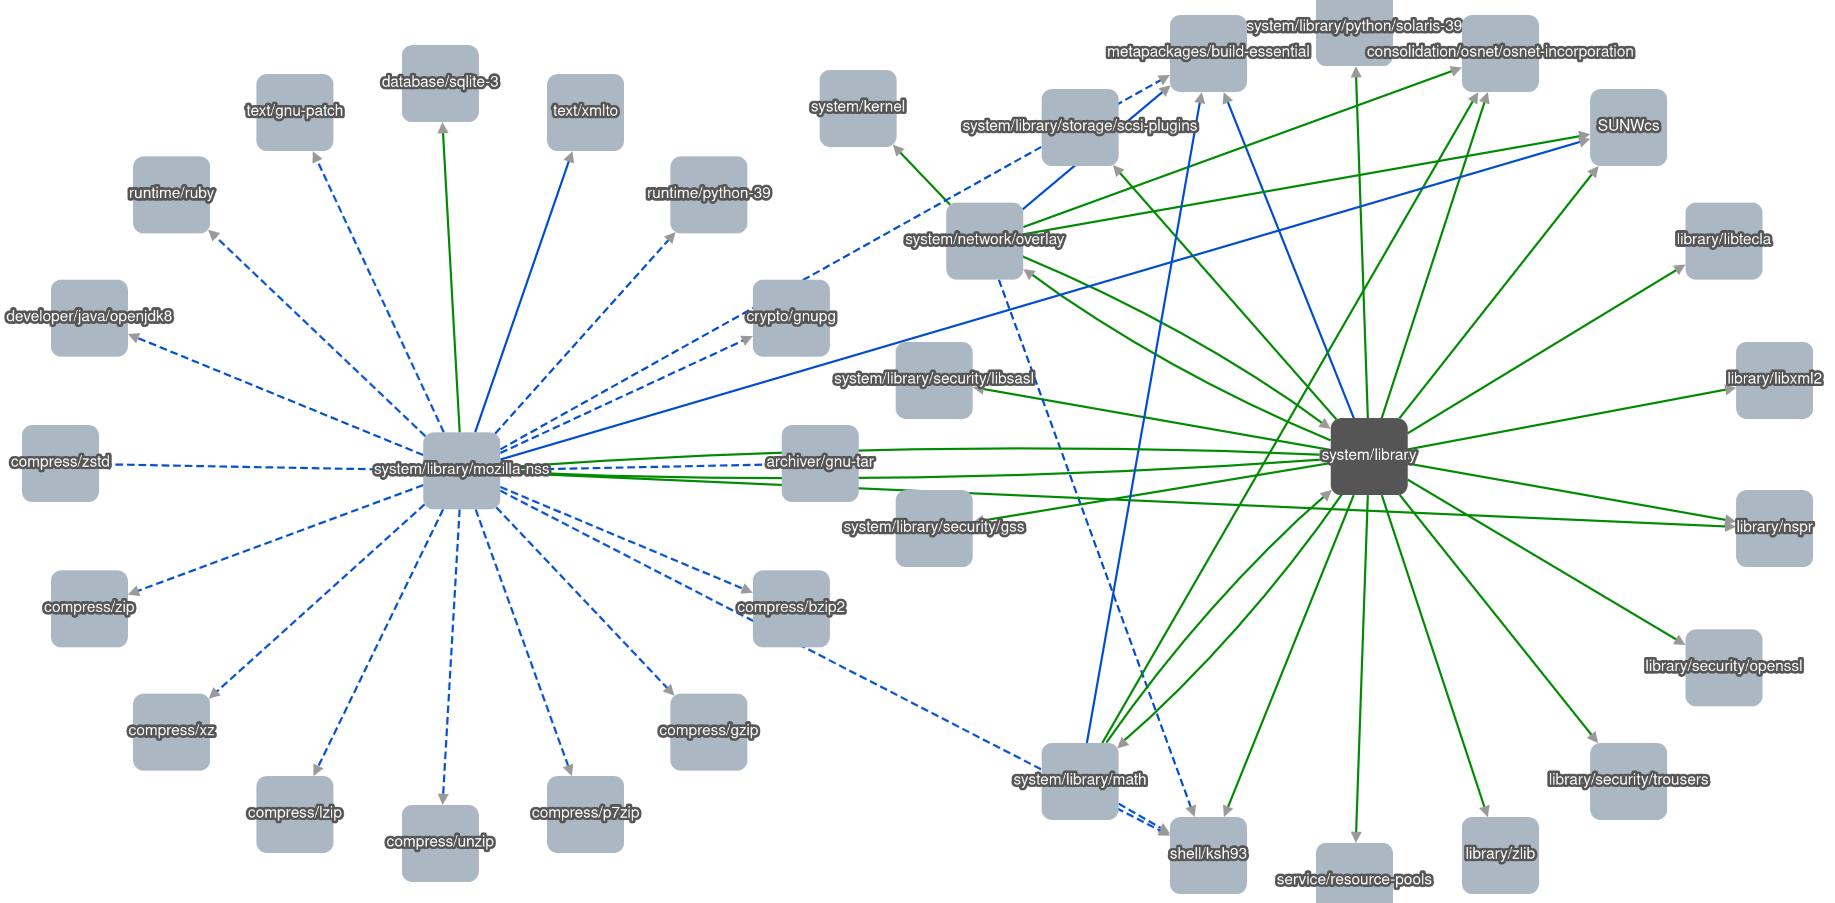 system/library/python/solaris-39
metapackages/build-essential
consolidation/osnet/osnet-incorporation
database/sqlite-3
text/gnu-patch
text/xmlto
system/kernel
system/library/storage/scsi-plugins
SUNWcs
runtime/ruby
runtime/python-39
system/network/overlay
library/libtecla
developer/java/openjdk8
crypto/gnupg
system/library/security/libsasl
library/libxml2
system/library
compress/zstd
system/library/mozilla-nss
archiver/gnu-tar
system/library/security/gss
library/nspr
compress/zip
compress/bzip2
library/security/openssl
compress/xz
compress/gzip
system/library/math
library/security/trousers
compress/lzip
compress/p7zip
compress/unzip
shell/ksh93
library/zlib
service/resource-pools